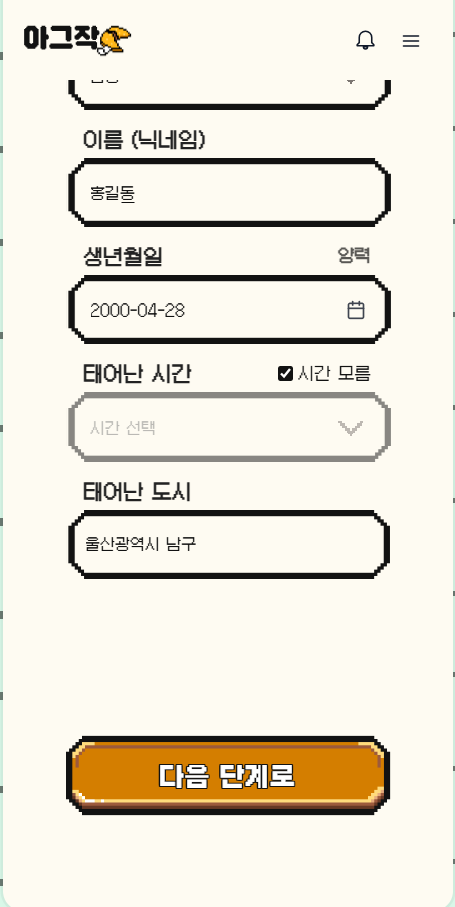 아그작
이름 (닉네임)
홍길동
생년월일 양력
2000-04-28
태어난 시간 시간 모름
시간 선택
태어난 도시
울산광역시 남구
다음 단계로